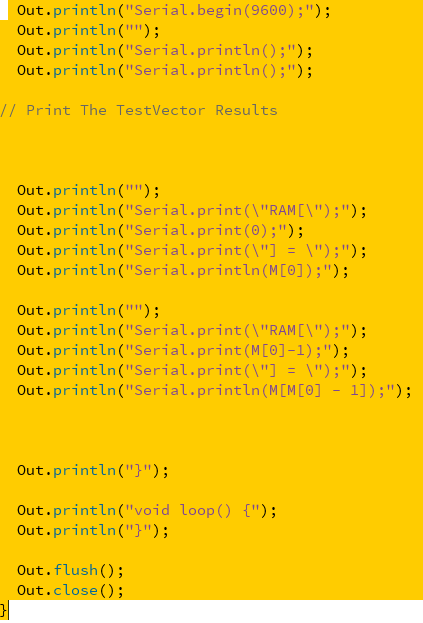 Out.println("Serial.begin(9600);");
Out.println("");
Out.println("Serial.println();");
Out.println("Serial.println();");
// Print The TestVector Results
Out.println("");
Out.println("Serial.print(\"RAM[\");");
Out.println("Serial.print(0);");
Out.println("Serial.print(\"] = \");");
Out.println("Serial.println(M[0]);");
Out.println("");
Out.println("Serial.print(\"RAM[\");");
Out.println("Serial.print(M[0]-1);");
Out.println("Serial.print(\"] = \");");
Out.println("Serial.println(M[M[0] - 1]);");
Out.println("}");
Out.println("void loop() {");
Out.println("}");
Out.flush();
Out.close();
}